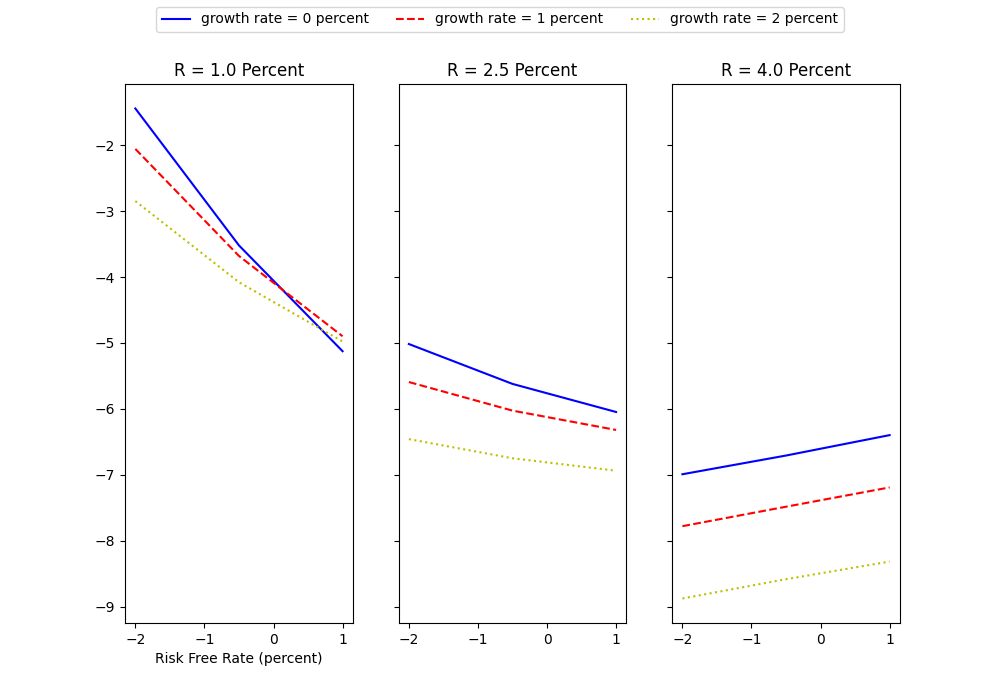 growth rate = 0 percent growth rate = 1 percent growth rate = 2 percent
R = 1.0 Percent R = 2.5 Percent R = 4.0 Percent
−2
−3
−4
−5
−6
−7
−8
−9
−2 −1 0 1 −2 −1 0 1 −2 −1 0 1
Risk Free Rate (percent)